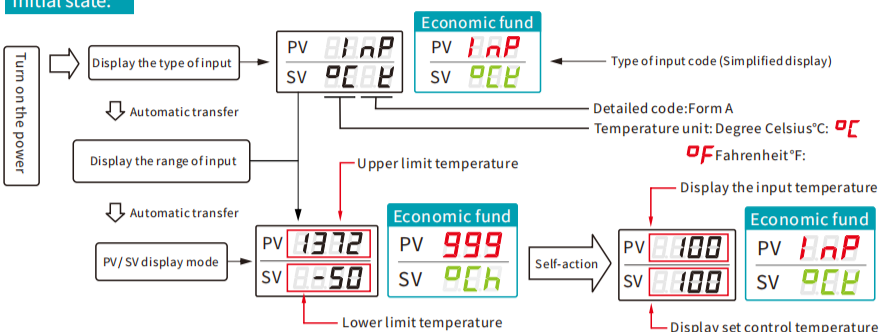 Initial state:
Economic fund
Turn on the power
Display the type of input
PV InP
SV °C K
PV InP
SV °CK
Type of input code (Simplified display)
Automatic transfer
Detailed code:Form A
Temperature unit: Degree Celsius°C: °C
°F Fahrenheit°F:
Display the range of input
Upper limit temperature
Display the input temperature
Automatic transfer
Economic fund
Economic fund
PV/SV display mode
PV 1372
SV -50
PV 999
SV °Ch
Self-action
PV 100
SV 100
PV InP
SV °CK
Lower limit temperature
Display set control temperature